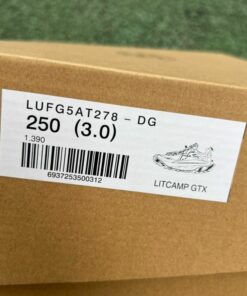 LUFG5AT278 - DG
250 (3.0)
1.390
6937253500312
LITCAMP GTX